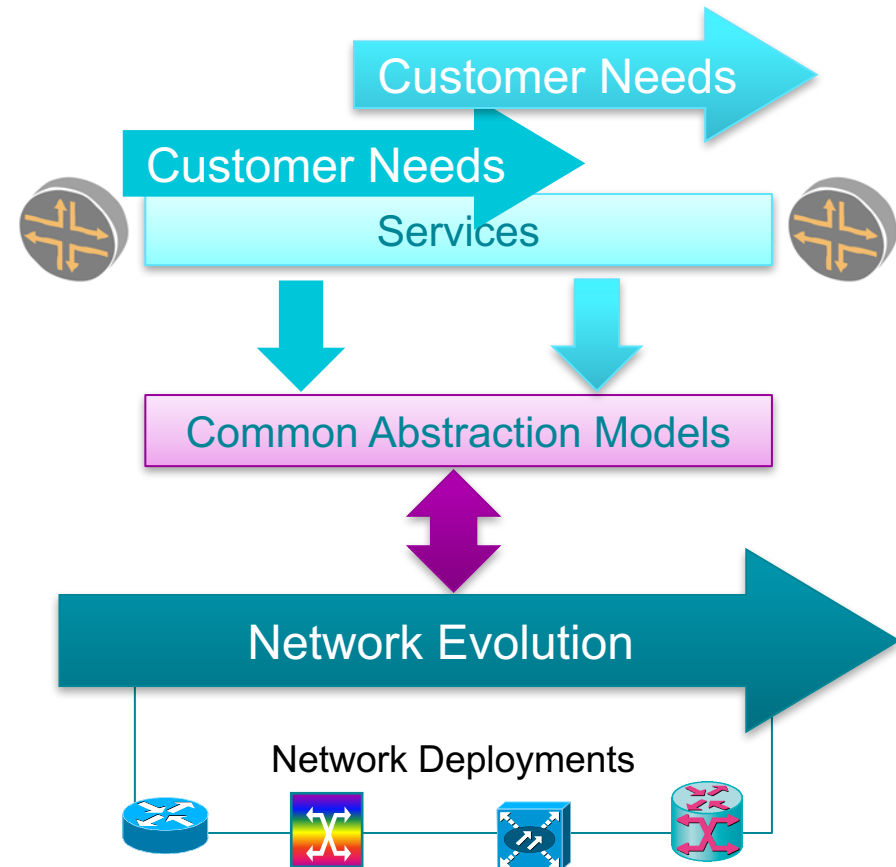 Customer Needs
Customer Needs
Services
Common Abstraction Models
Network Evolution
Network Deployments